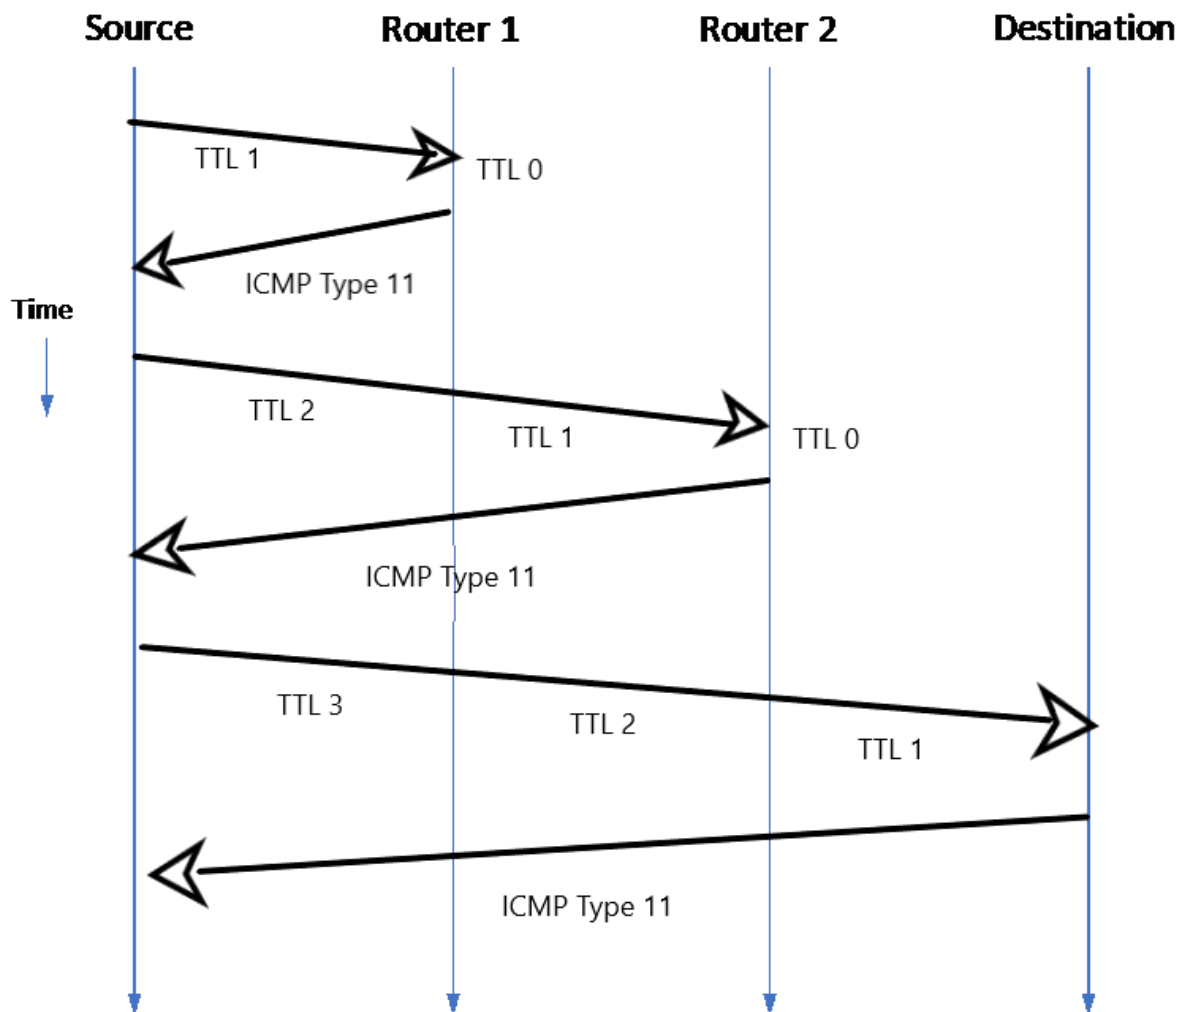 Source Router 1 Router 2 Destination
TTL 1
TTL 0
ICMP Type 11
Time
TTL 2
TTL 1
TTL 0
ICMP Type 11
TTL 3
TTL 2
TTL 1
ICMP Type 11